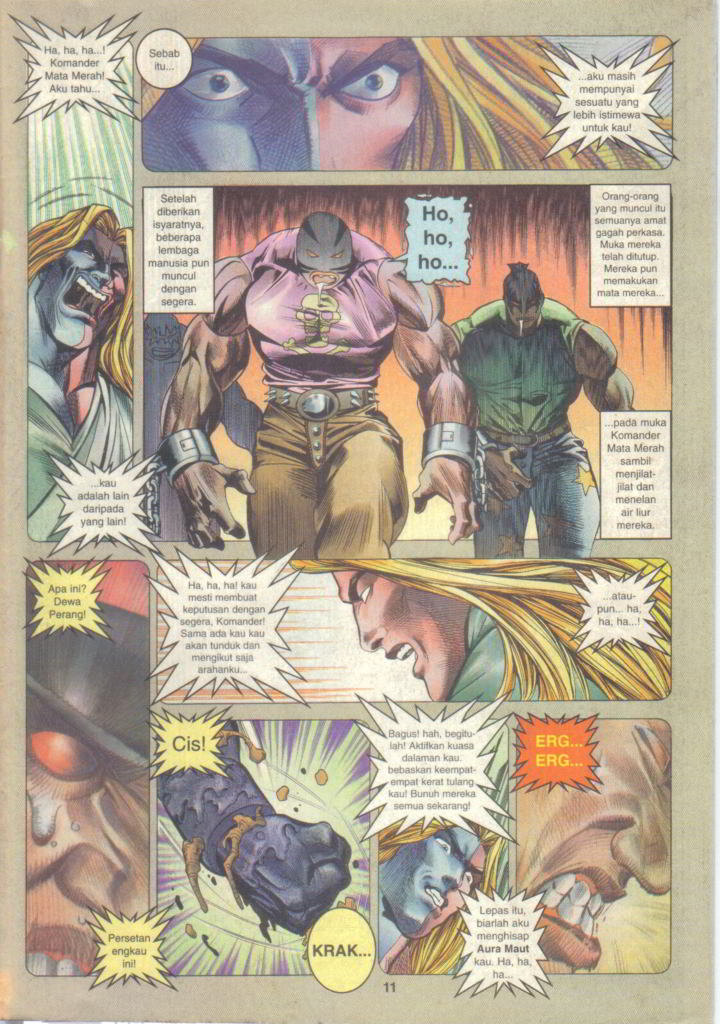 Ha, ha, ha...!
Komander
Mata Merah!
Aku tahu...
Sebab
itu...
...aku masih
mempunyai
sesuatu yang
lebih istimewa
untuk kau!
...kau
adalah lain
daripada
yang lain!
Setelah
diberikan
isyaratnya,
beberapa
lembaga
manusia pun
muncul
dengan
segera.
Ho,
ho,
ho...
Orang-orang
yang muncul itu
semuanya amat
gagah perkasa.
Muka mereka
telah ditutup.
Mereka pun
memakukan
mata mereka...
...pada muka
Komander
Mata Merah
sambil
menjilat-
jilat dan
menelan
air liur
mereka.
Apa ini?
Dewa
Perang!
Ha, ha, ha! kau
mesti membuat
keputusan dengan
segera, Komander!
Sama ada kau kau
akan tunduk dan
mengikut saja
arahanku...
...atau-
pun... ha,
ha, ha...!
Persetan
engkau
ini!
Cis!
KRAK...
Bagus! hah, begitu-
lah! Aktifkan kuasa
dalaman kau.
bebaskan keempat-
empat kerat tulang
kau! Bunuh mereka
semua sekarang!
ERG...
ERG...
Lepas itu,
biarlah aku
menghisap
Aura Maut
kau. Ha, ha,
ha...
11